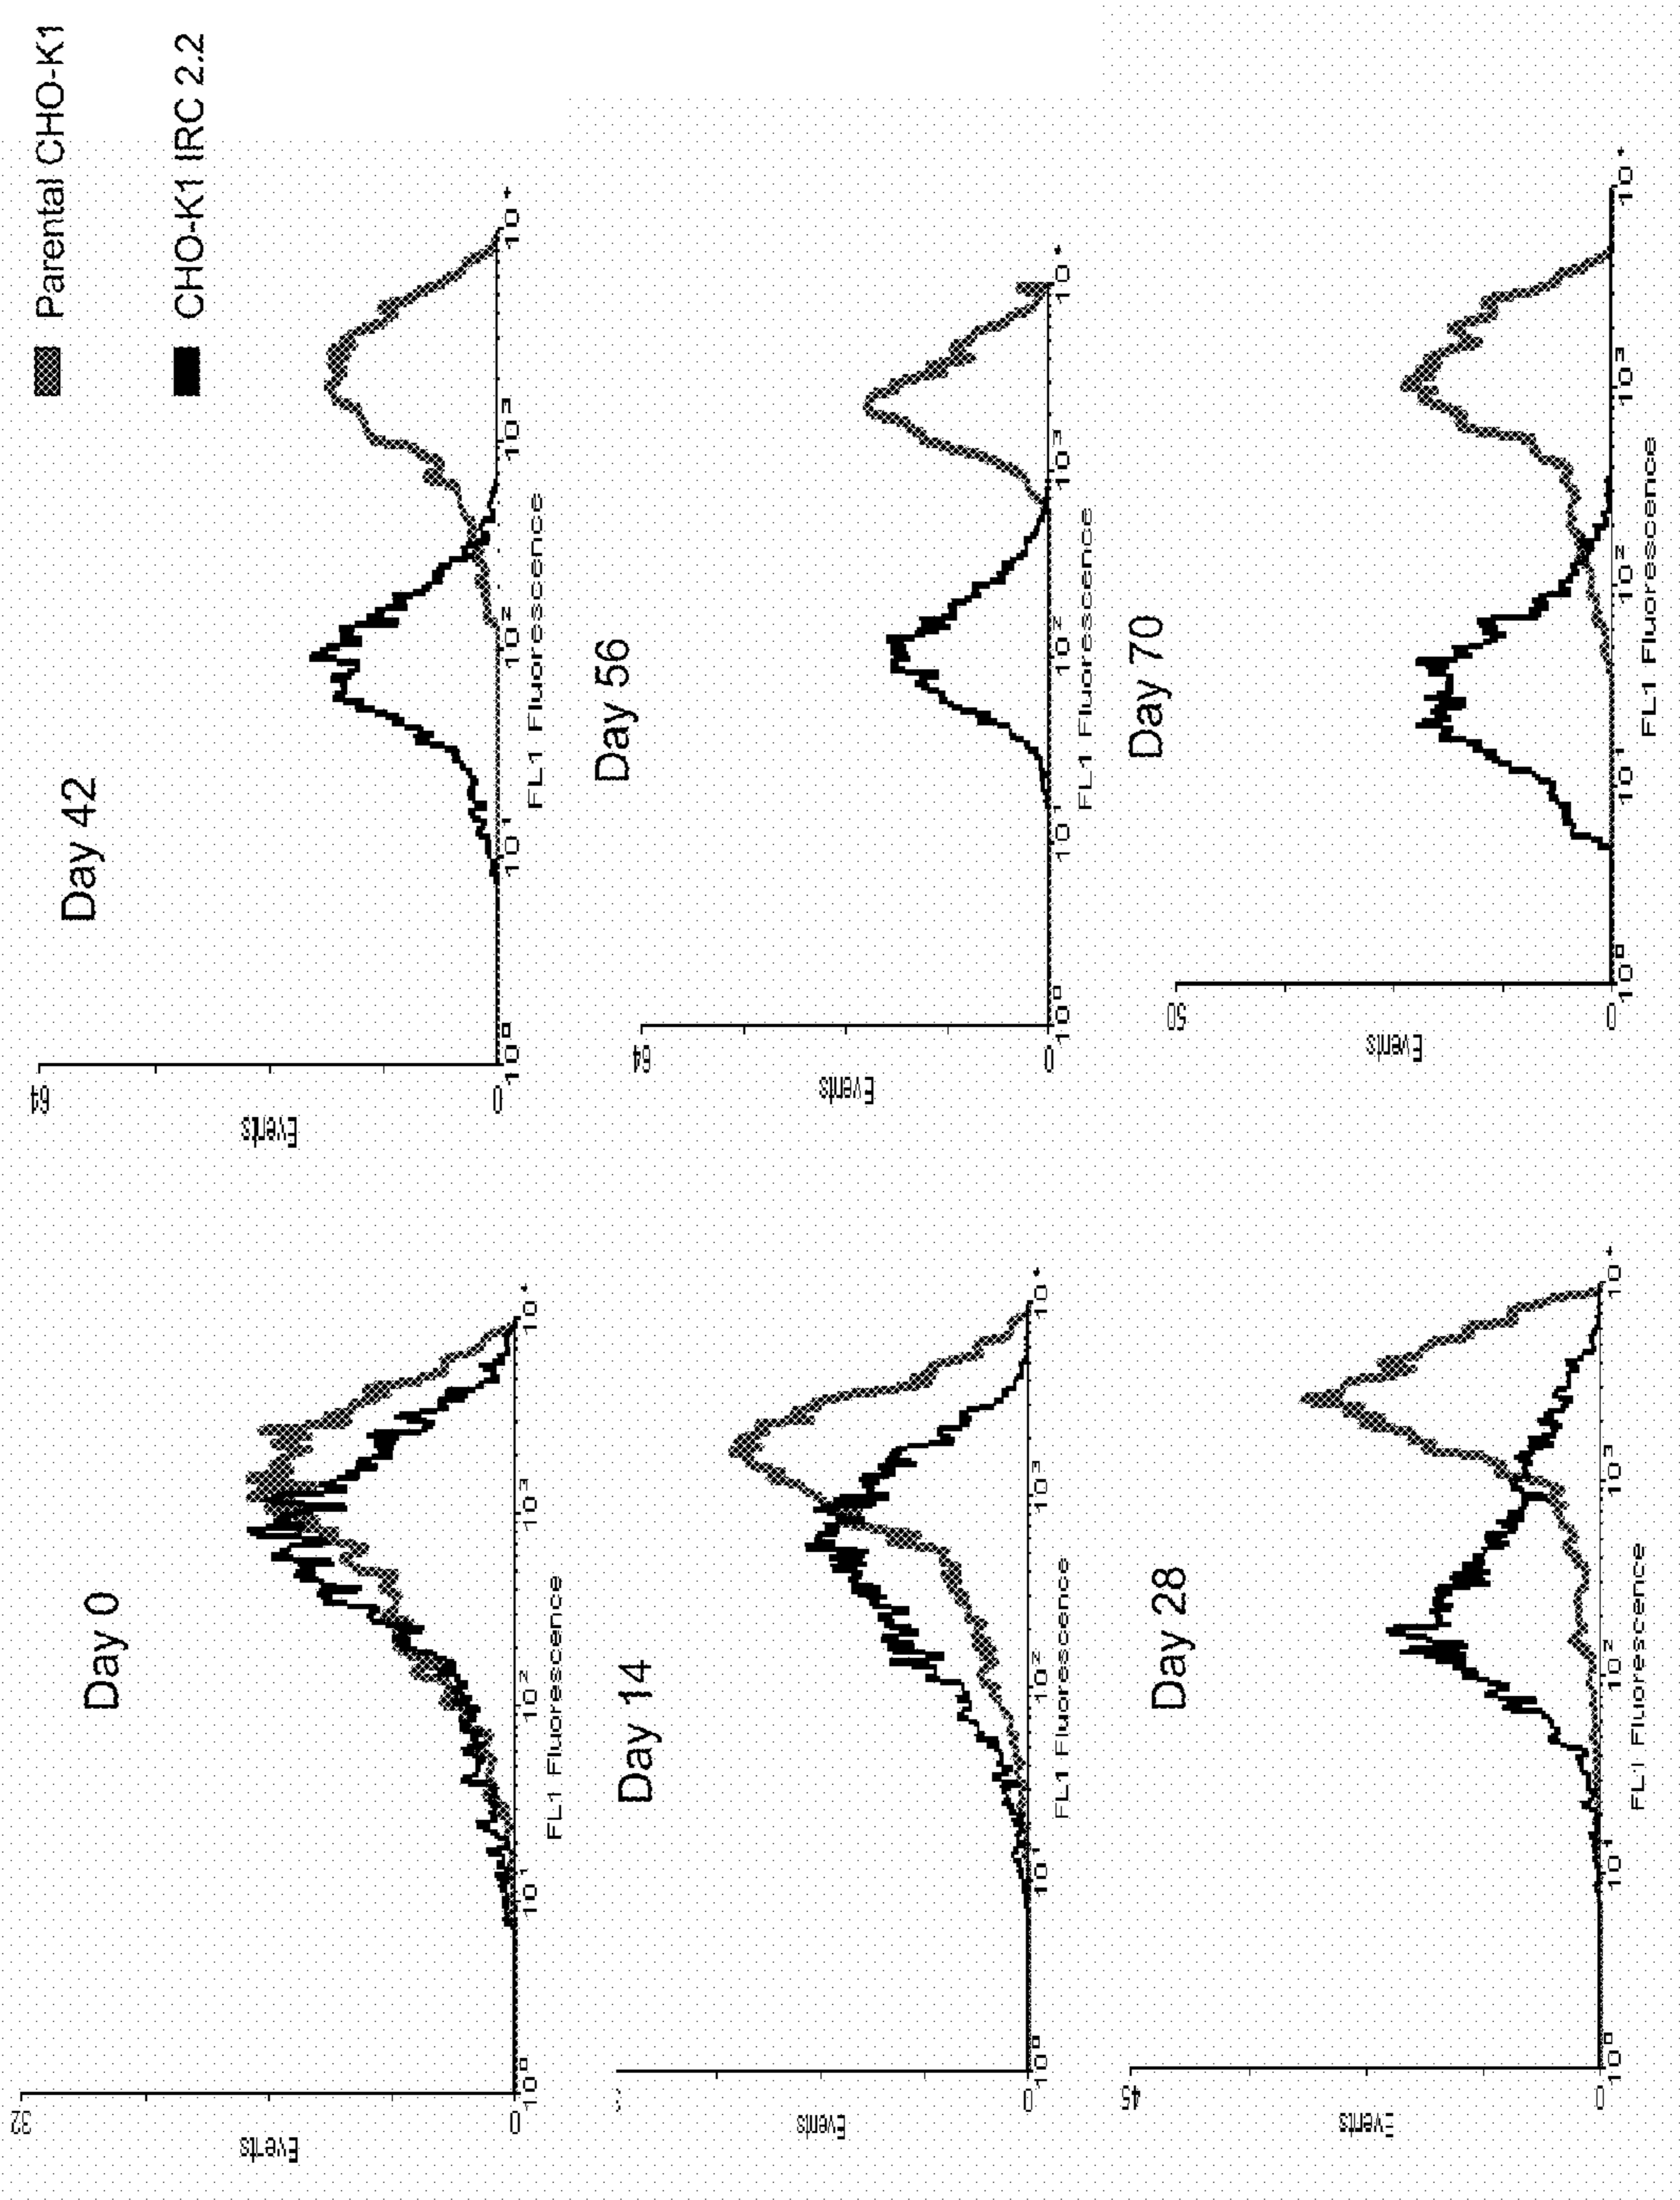 Parental CHO-K1
CHO-K1 IRC 2.2
Day 0
32
Events
0
10⁰ 10¹ 10² 10³ 10⁴
FL1 Fluorescence
Day 14
Events
0
10⁰ 10¹ 10² 10³ 10⁴
FL1 Fluorescence
Day 28
45
Events
0
10⁰ 10¹ 10² 10³ 10⁴
FL1 Fluorescence
Day 42
64
Events
0
10⁰ 10¹ 10² 10³ 10⁴
FL1 Fluorescence
Day 56
64
Events
0
10⁰ 10¹ 10² 10³ 10⁴
FL1 Fluorescence
Day 70
50
Events
0
10⁰ 10¹ 10² 10³ 10⁴
FL1 Fluorescence